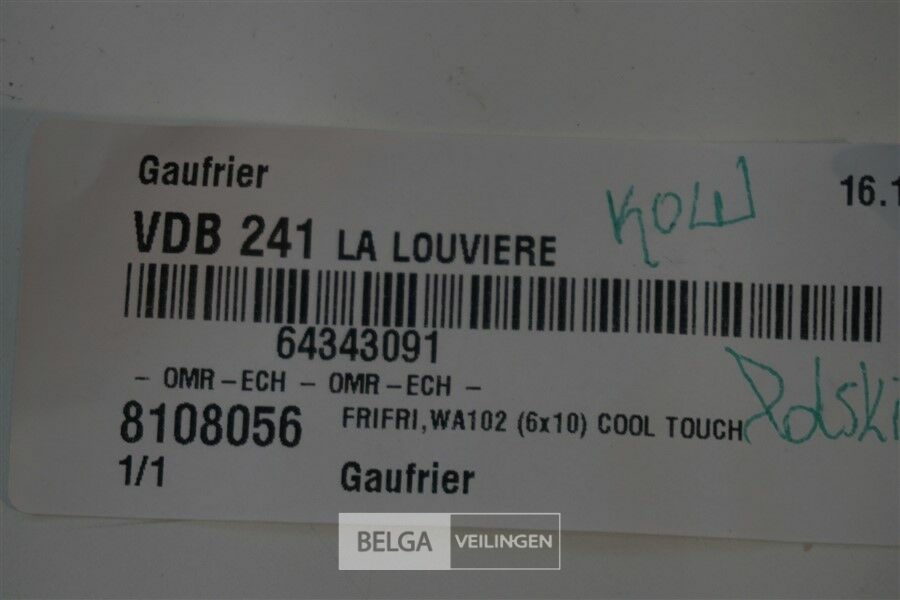 Gaufrier
16.1
VDB 241 LA LOUVIERE
64343091
- OMR-ECH - OMR-ECH -
8108056 FRIFRI,WA102 (6x10) COOL TOUCH
Polski
1/1 Gaufrier
BELGA VEILINGEN